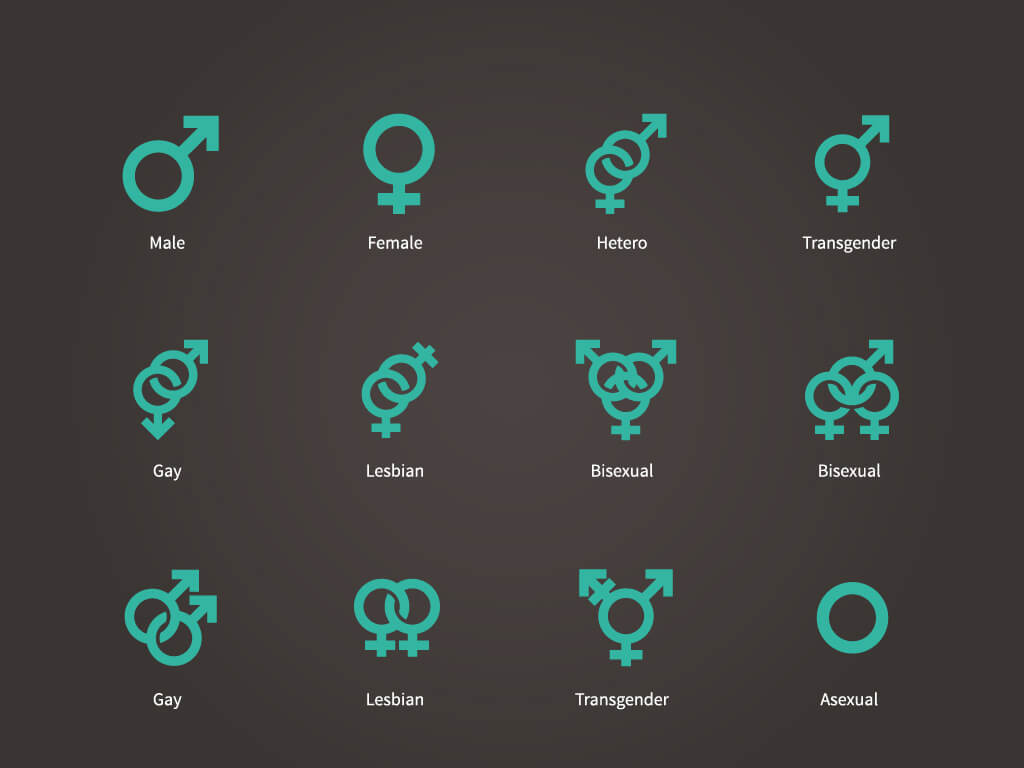 Male
Female
Hetero
Transgender
Gay
Lesbian
Bisexual
Bisexual
Gay
Lesbian
Transgender
Asexual